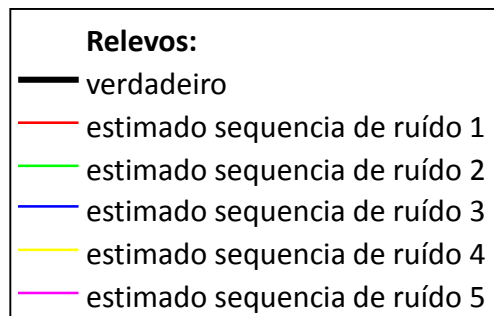 Relevos:
verdadeiro
estimado sequencia de ruído 1
estimado sequencia de ruído 2
estimado sequencia de ruído 3
estimado sequencia de ruído 4
estimado sequencia de ruído 5